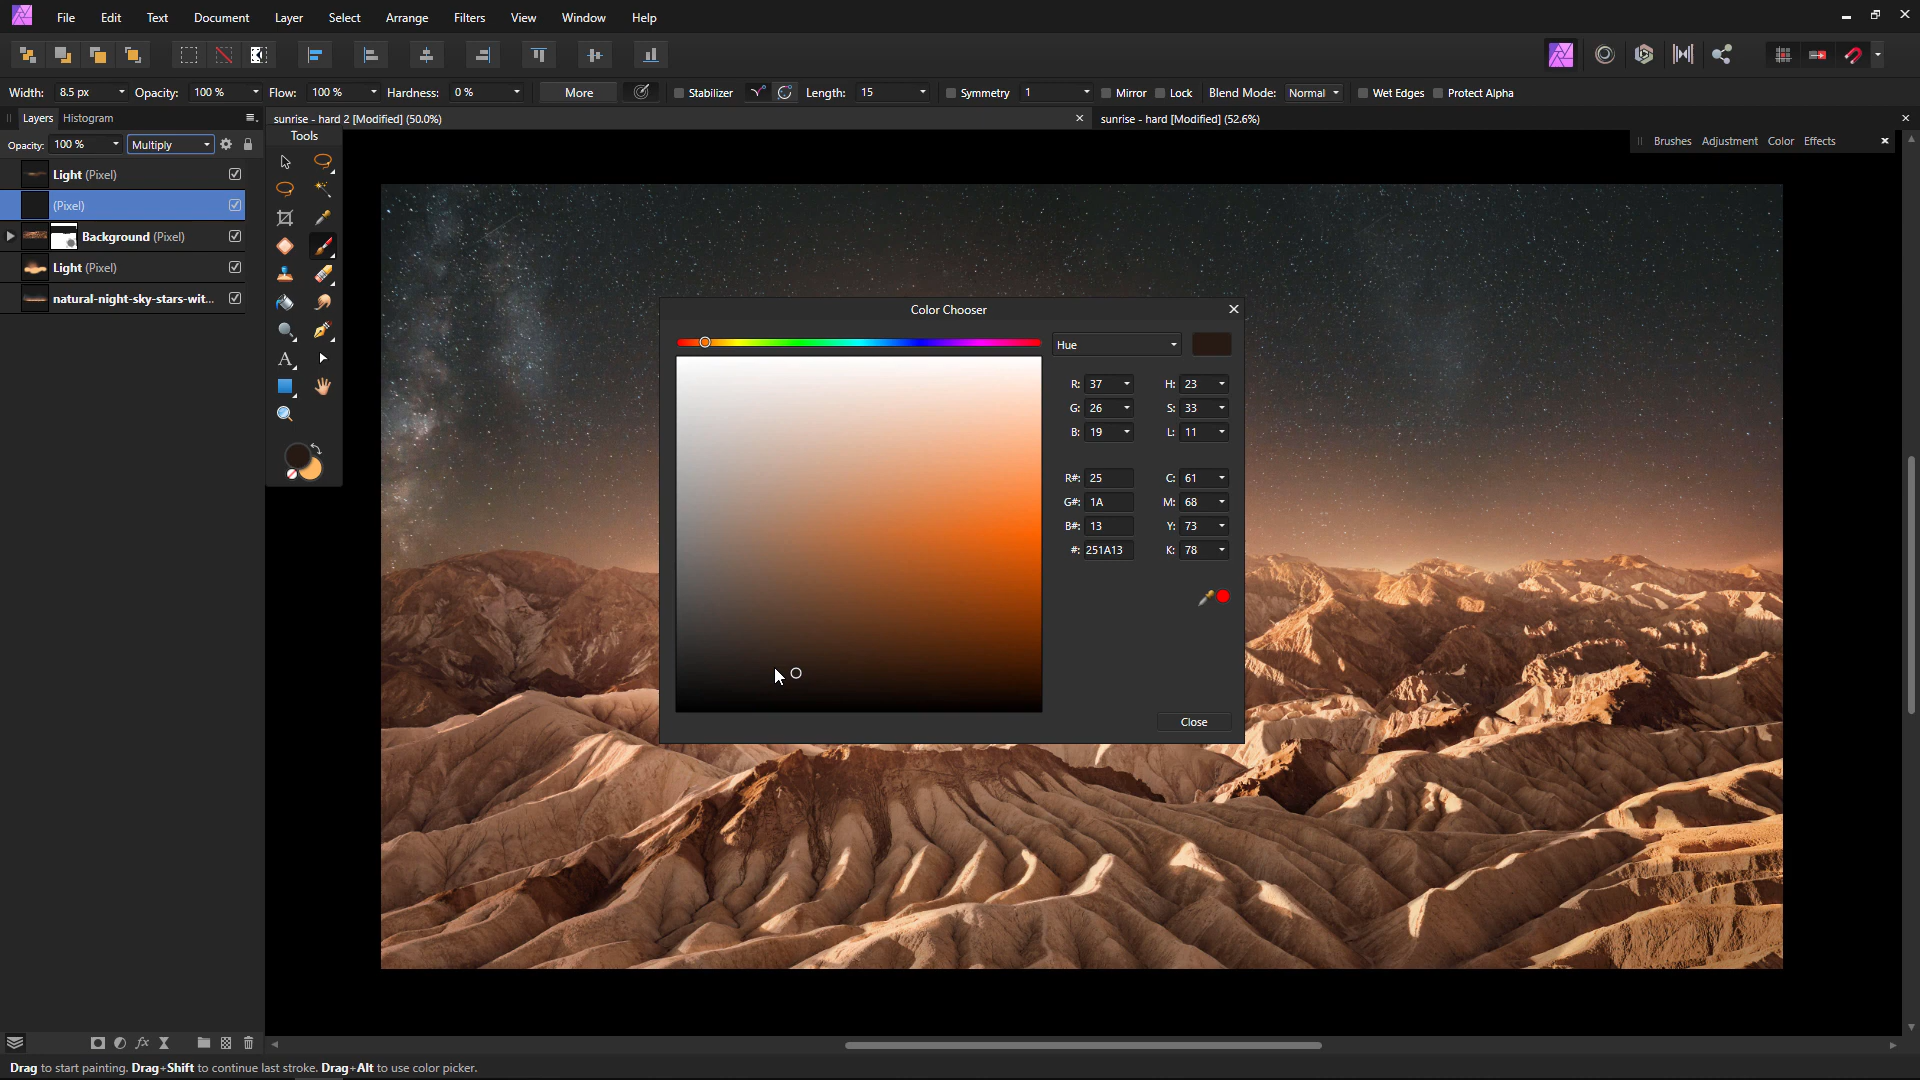 File Edit Text Document Layer Select Arrange Filters View Window Help
Width: 8.5 px Opacity: 100 % Flow: 100 % Hardness: 0 % More Stabilizer Length: 15 Symmetry 1 Mirror Lock Blend Mode: Normal Wet Edges Protect Alpha
Layers Histogram
sunrise - hard 2 [Modified] (50.0%)
sunrise - hard [Modified] (52.6%)
Tools
Brushes Adjustment Color Effects
Opacity: 100 % Multiply
Light (Pixel)
(Pixel)
Background (Pixel)
Light (Pixel)
natural-night-sky-stars-wit...
A
Color Chooser
Hue
R: 37 H: 23
G: 26 S: 33
B: 19 L: 11
R#: 25 C: 61
G#: 1A M: 68
B#: 13 Y: 73
#: 251A13 K: 78
Close
fx
Drag to start painting. Drag+Shift to continue last stroke. Drag+Alt to use color picker.